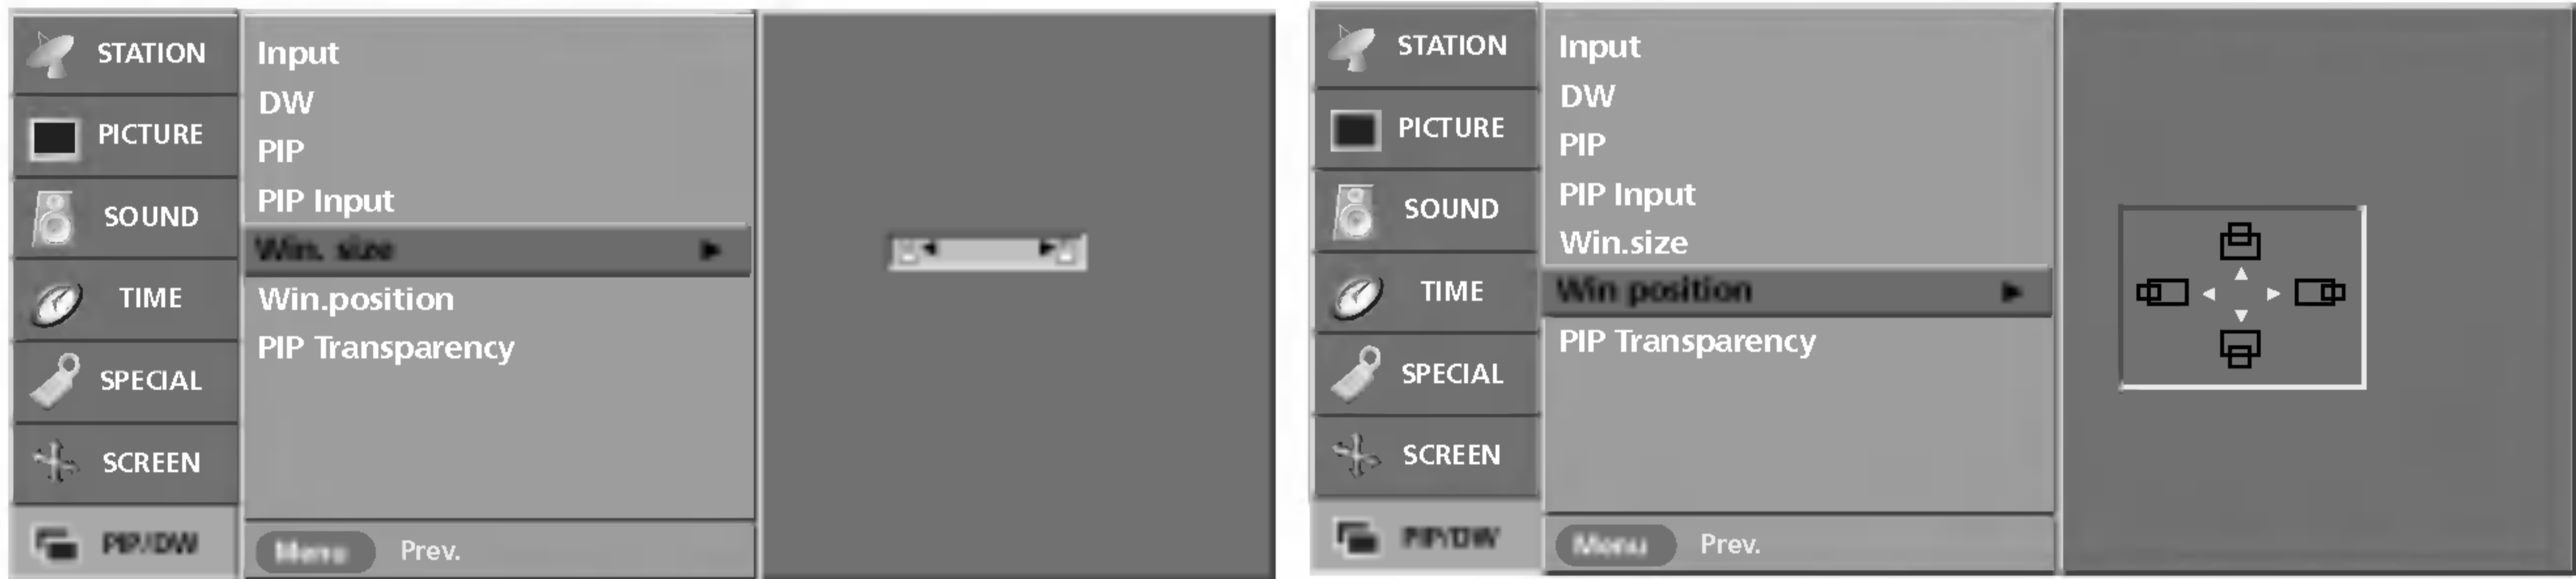 STATION
PICTURE
SOUND
TIME
SPECIAL
SCREEN
PIP/DW
Input
DW
PIP
PIP Input
Win. size
Win.position
PIP Transparency
Menu Prev.
STATION
PICTURE
SOUND
TIME
SPECIAL
SCREEN
PIP/DW
Input
DW
PIP
PIP Input
Win.size
Win position
PIP Transparency
Menu Prev.